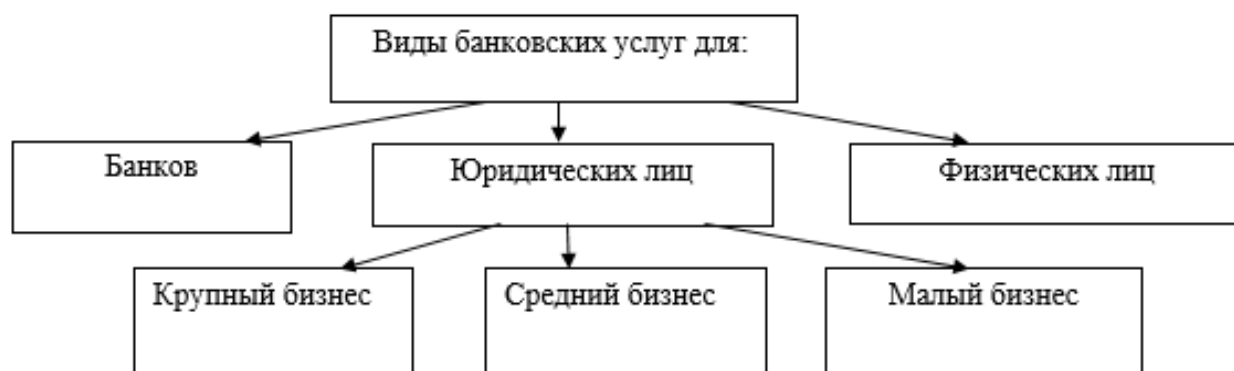 Виды банковских услуг для:
Банков
Юридических лиц
Физических лиц
Крупный бизнес
Средний бизнес
Малый бизнес